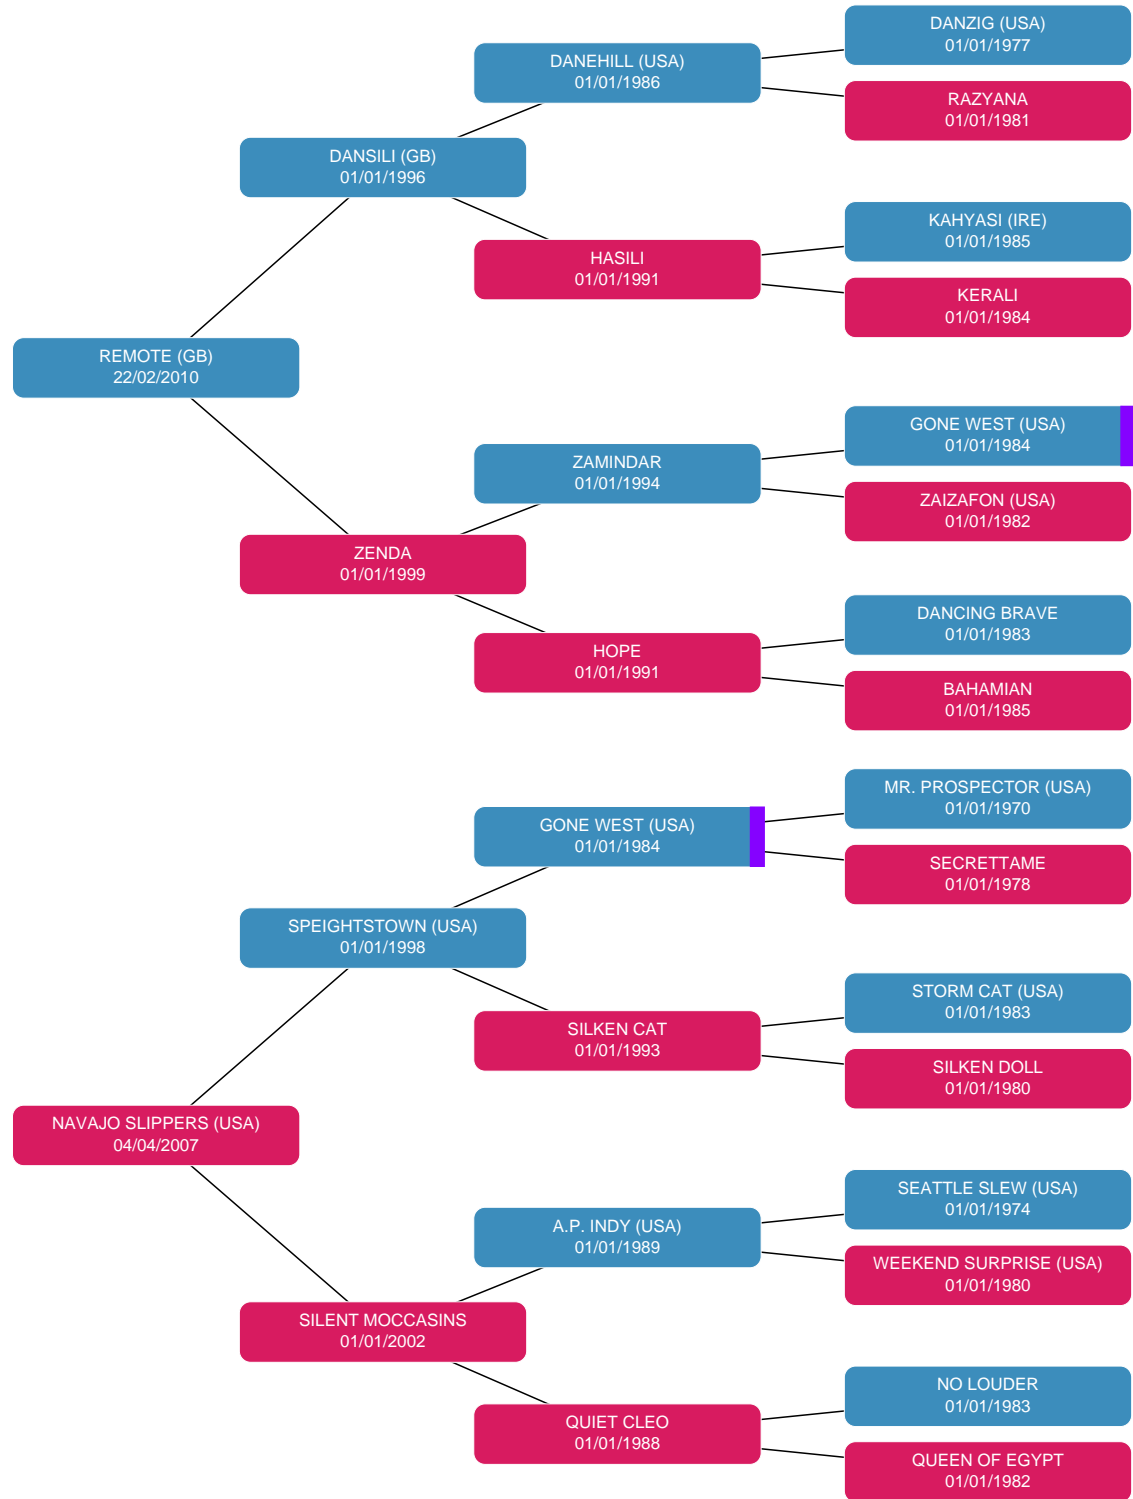 DANZIG (USA)
01/01/1977
DANEHILL (USA)
01/01/1986
RAZYANA
01/01/1981
DANSILI (GB)
01/01/1996
KAHYASI (IRE)
01/01/1985
HASILI
01/01/1991
KERALI
01/01/1984
REMOTE (GB)
22/02/2010
GONE WEST (USA)
01/01/1984
ZAMINDAR
01/01/1994
ZAIZAFON (USA)
01/01/1982
ZENDA
01/01/1999
DANCING BRAVE
01/01/1983
HOPE
01/01/1991
BAHAMIAN
01/01/1985
MR. PROSPECTOR (USA)
01/01/1970
GONE WEST (USA)
01/01/1984
SECRETTAME
01/01/1978
SPEIGHTSTOWN (USA)
01/01/1998
STORM CAT (USA)
01/01/1983
SILKEN CAT
01/01/1993
SILKEN DOLL
01/01/1980
NAVAJO SLIPPERS (USA)
04/04/2007
SEATTLE SLEW (USA)
01/01/1974
A.P. INDY (USA)
01/01/1989
WEEKEND SURPRISE (USA)
01/01/1980
SILENT MOCCASINS
01/01/2002
NO LOUDER
01/01/1983
QUIET CLEO
01/01/1988
QUEEN OF EGYPT
01/01/1982